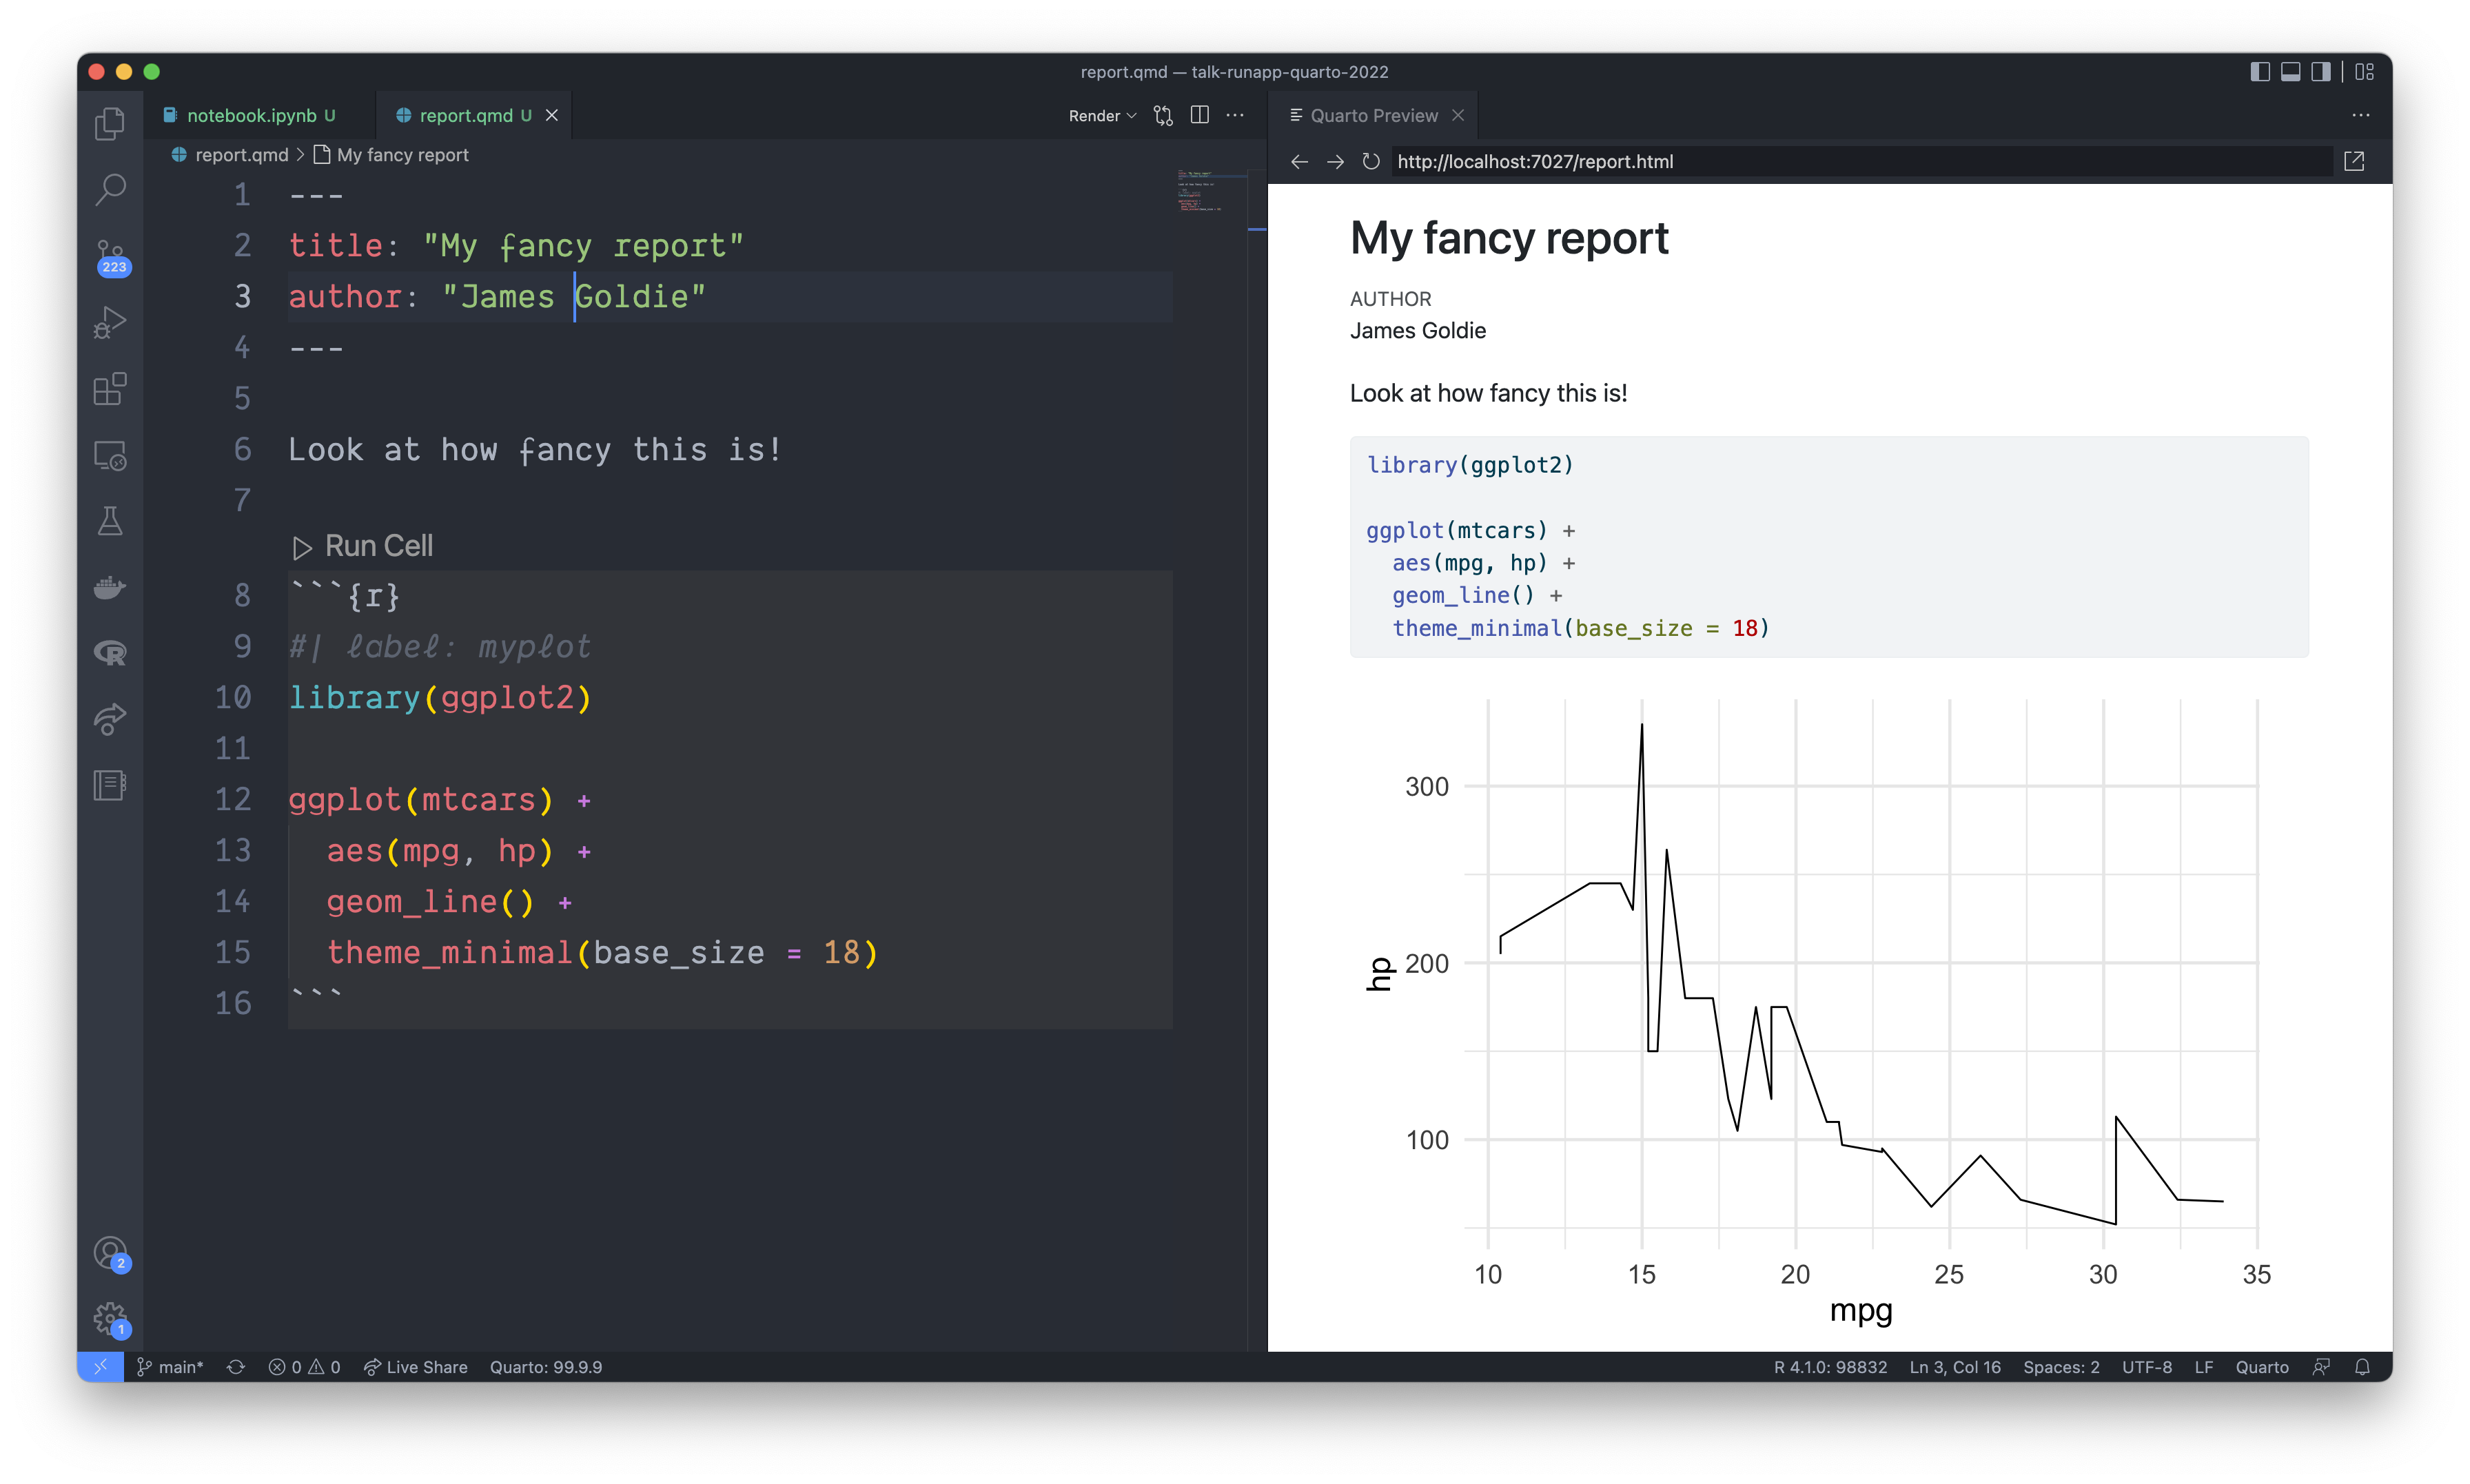 report.qmd — talk-runapp-quarto-2022
notebook.ipynb U
report.qmd U
Render
Quarto Preview
report.qmd > My fancy report
http://localhost:7027/report.html
223
1 ---
2 title: "My fancy report"
3 author: "James Goldie"
4 ---
5
6 Look at how fancy this is!
7
Run Cell
8 ```{r}
9 #| label: myplot
10 library(ggplot2)
11
12 ggplot(mtcars) +
13   aes(mpg, hp) +
14   geom_line() +
15   theme_minimal(base_size = 18)
16 ```
My fancy report
AUTHOR
James Goldie
Look at how fancy this is!
library(ggplot2)
ggplot(mtcars) +
  aes(mpg, hp) +
  geom_line() +
  theme_minimal(base_size = 18)
300
200
100
hp
10 15 20 25 30 35
mpg
R
2
1
main* 0 0 Live Share Quarto: 99.9.9
R 4.1.0: 98832 Ln 3, Col 16 Spaces: 2 UTF-8 LF Quarto